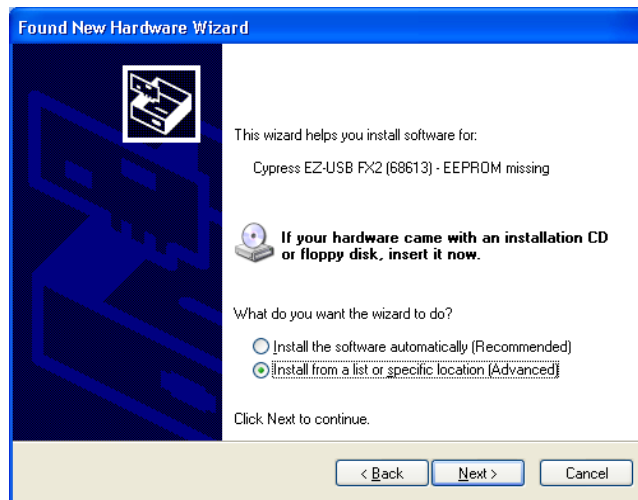 Found New Hardware Wizard
This wizard helps you install software for:
Cypress EZ-USB FX2 (68613) - EEPROM missing
If your hardware came with an installation CD
or floppy disk, insert it now.
What do you want the wizard to do?
Install the software automatically (Recommended)
Install from a list or specific location (Advanced)
Click Next to continue.
< Back Next > Cancel